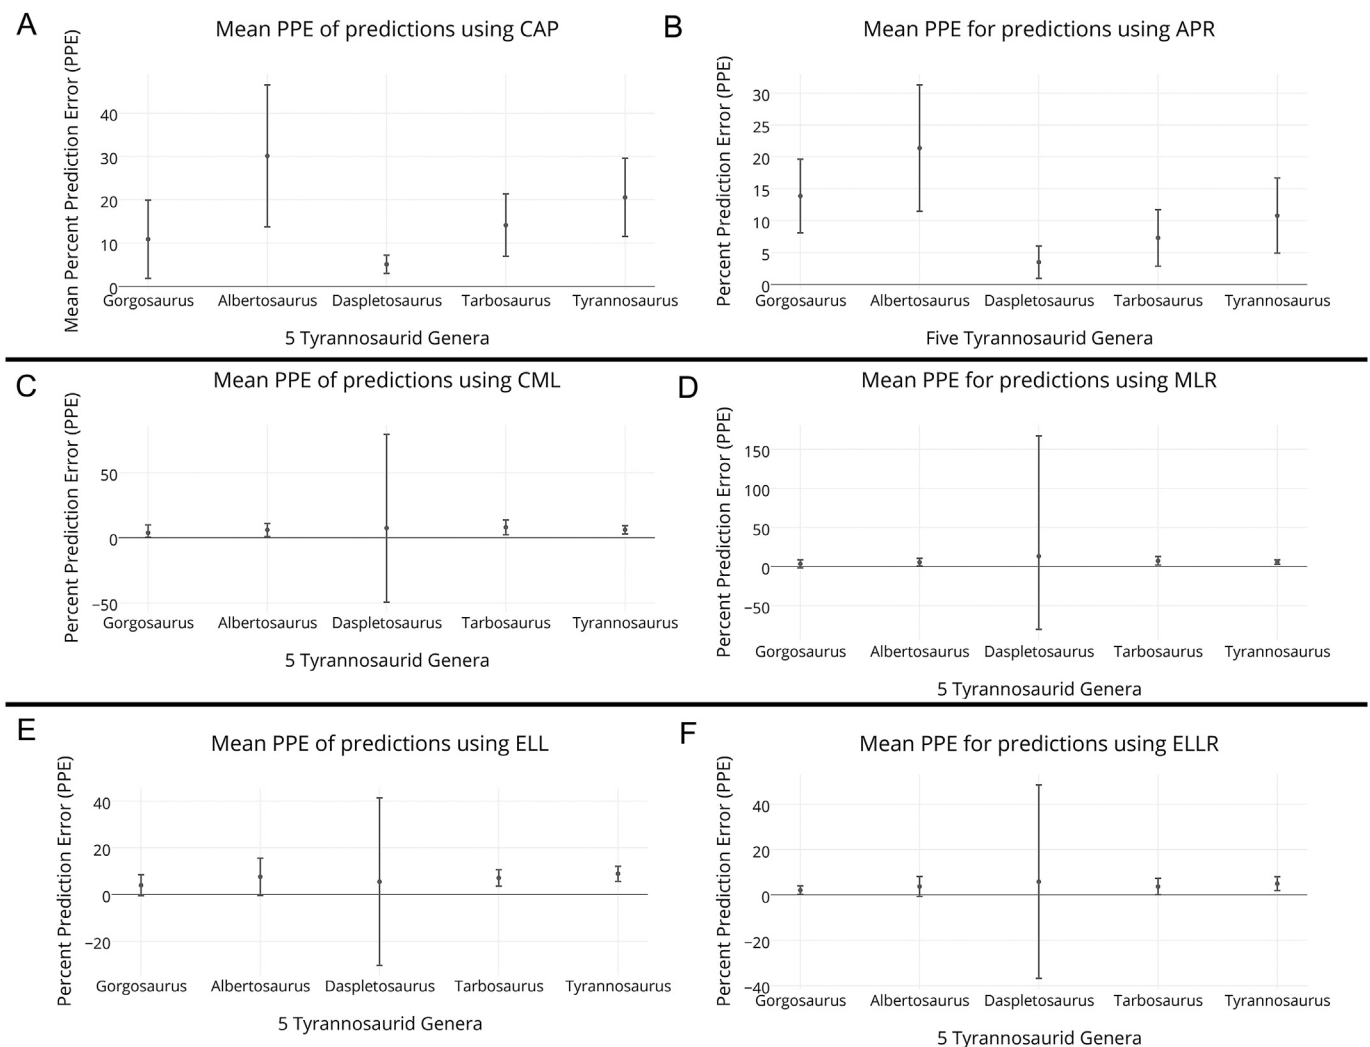 A
Mean PPE of predictions using CAP
Mean Percent Prediction Error (PPE)
40
30
20
10
0
Gorgosaurus Albertosaurus Daspletosaurus Tarbosaurus Tyrannosaurus
5 Tyrannosaurid Genera
B
Mean PPE for predictions using APR
Percent Prediction Error (PPE)
30
25
20
15
10
5
0
Gorgosaurus Albertosaurus Daspletosaurus Tarbosaurus Tyrannosaurus
Five Tyrannosaurid Genera
C
Mean PPE of predictions using CML
Percent Prediction Error (PPE)
50
0
−50
Gorgosaurus Albertosaurus Daspletosaurus Tarbosaurus Tyrannosaurus
5 Tyrannosaurid Genera
D
Mean PPE for predictions using MLR
Percent Prediction Error (PPE)
150
100
50
0
−50
Gorgosaurus Albertosaurus Daspletosaurus Tarbosaurus Tyrannosaurus
5 Tyrannosaurid Genera
E
Mean PPE of predictions using ELL
Percent Prediction Error (PPE)
40
20
0
−20
Gorgosaurus Albertosaurus Daspletosaurus Tarbosaurus Tyrannosaurus
5 Tyrannosaurid Genera
F
Mean PPE for predictions using ELLR
Percent Prediction Error (PPE)
40
20
0
−20
−40
Gorgosaurus Albertosaurus Daspletosaurus Tarbosaurus Tyrannosaurus
5 Tyrannosaurid Genera